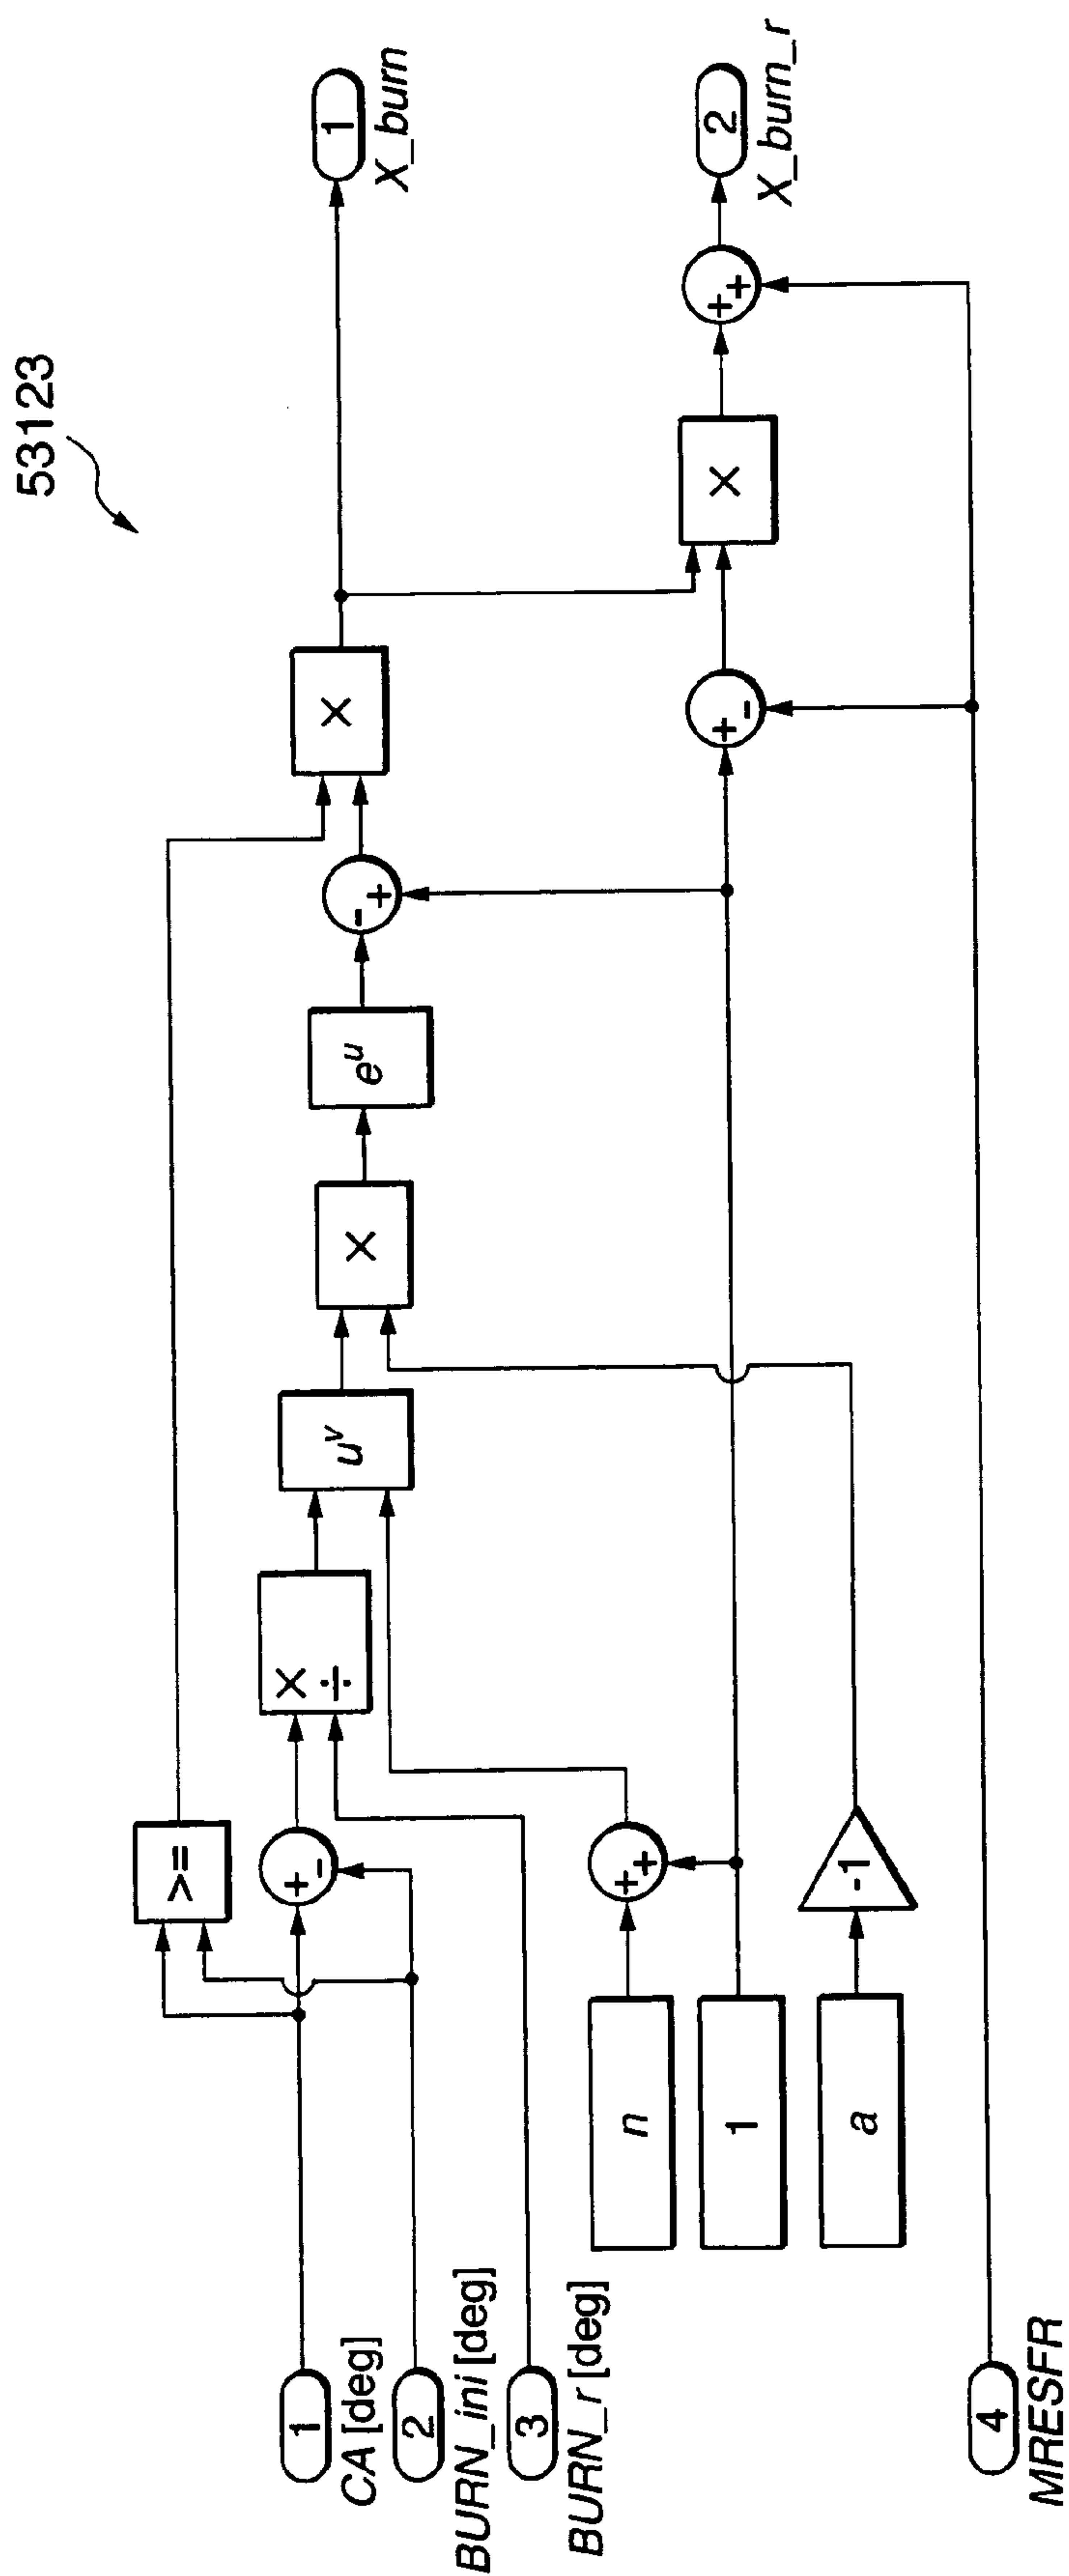 53123
1
CA [deg]
2
BURN_ini [deg]
3
BURN_r [deg]
4
MRESFR
>=
+
-
×
÷
n
1
a
-1
+
+
u^v
×
e^u
-
+
×
+
-
×
+
+
1
X_burn
2
X_burn_r